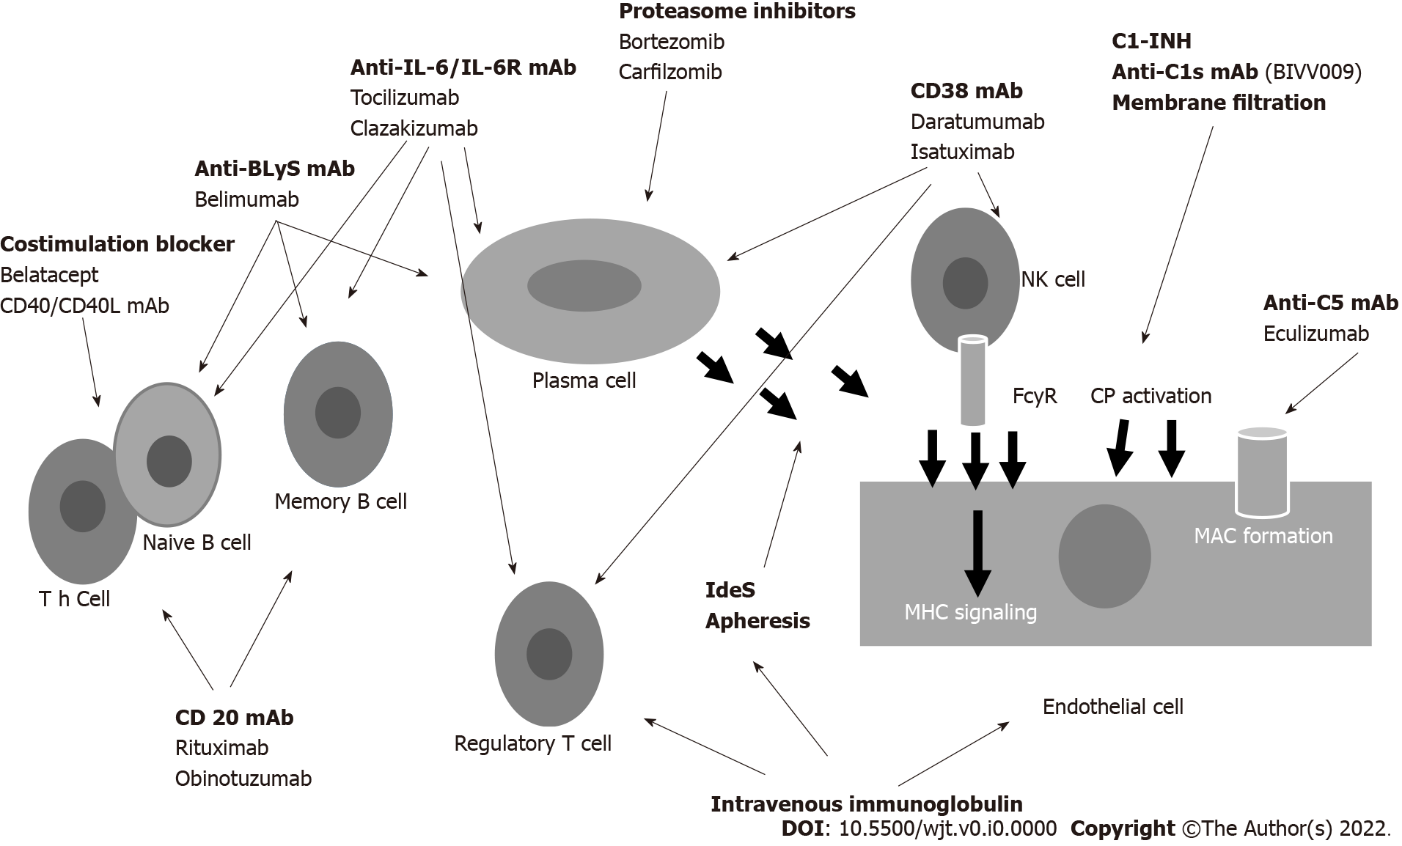 Proteasome inhibitors
Bortezomib
Carfilzomib
C1-INH
Anti-C1s mAb (BIVV009)
Membrane filtration
Anti-IL-6/IL-6R mAb
Tocilizumab
Clazakizumab
CD38 mAb
Daratumumab
Isatuximab
Anti-BLyS mAb
Belimumab
Costimulation blocker
Belatacept
CD40/CD40L mAb
NK cell
Anti-C5 mAb
Eculizumab
Plasma cell
FcyR
CP activation
Memory B cell
Naive B cell
T h Cell
MAC formation
MHC signaling
IdeS
Apheresis
Endothelial cell
CD 20 mAb
Rituximab
Obinotuzumab
Regulatory T cell
Intravenous immunoglobulin
DOI: 10.5500/wjt.v0.i0.0000 Copyright ©The Author(s) 2022.